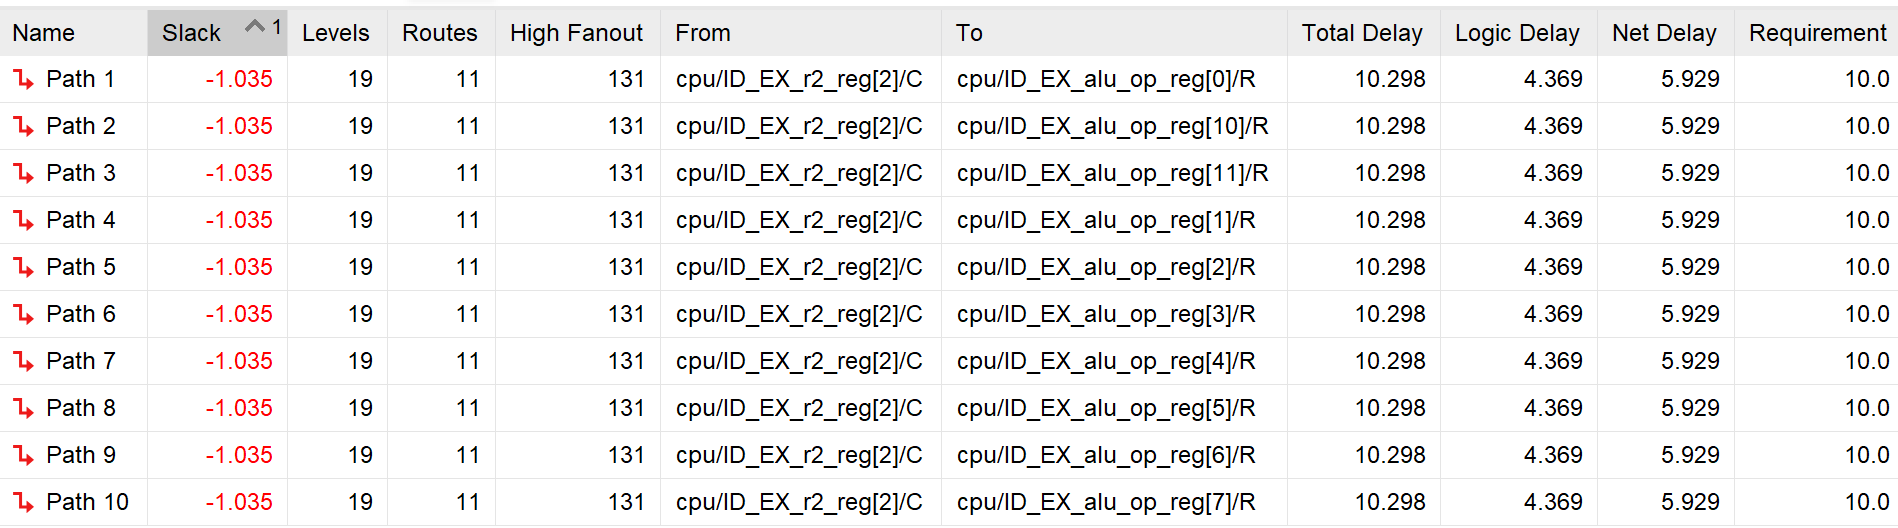 Name Slack 1 Levels Routes High Fanout From To Total Delay Logic Delay Net Delay Requirement
Path 1 -1.035 19 11 131 cpu/ID_EX_r2_reg[2]/C cpu/ID_EX_alu_op_reg[0]/R 10.298 4.369 5.929 10.0
Path 2 -1.035 19 11 131 cpu/ID_EX_r2_reg[2]/C cpu/ID_EX_alu_op_reg[10]/R 10.298 4.369 5.929 10.0
Path 3 -1.035 19 11 131 cpu/ID_EX_r2_reg[2]/C cpu/ID_EX_alu_op_reg[11]/R 10.298 4.369 5.929 10.0
Path 4 -1.035 19 11 131 cpu/ID_EX_r2_reg[2]/C cpu/ID_EX_alu_op_reg[1]/R 10.298 4.369 5.929 10.0
Path 5 -1.035 19 11 131 cpu/ID_EX_r2_reg[2]/C cpu/ID_EX_alu_op_reg[2]/R 10.298 4.369 5.929 10.0
Path 6 -1.035 19 11 131 cpu/ID_EX_r2_reg[2]/C cpu/ID_EX_alu_op_reg[3]/R 10.298 4.369 5.929 10.0
Path 7 -1.035 19 11 131 cpu/ID_EX_r2_reg[2]/C cpu/ID_EX_alu_op_reg[4]/R 10.298 4.369 5.929 10.0
Path 8 -1.035 19 11 131 cpu/ID_EX_r2_reg[2]/C cpu/ID_EX_alu_op_reg[5]/R 10.298 4.369 5.929 10.0
Path 9 -1.035 19 11 131 cpu/ID_EX_r2_reg[2]/C cpu/ID_EX_alu_op_reg[6]/R 10.298 4.369 5.929 10.0
Path 10 -1.035 19 11 131 cpu/ID_EX_r2_reg[2]/C cpu/ID_EX_alu_op_reg[7]/R 10.298 4.369 5.929 10.0